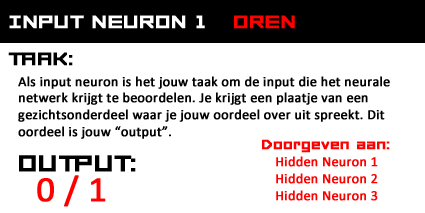 INPUT NEURON 1 OREN
TAAK:
Als input neuron is het jouw taak om de input die het neurale
netwerk krijgt te beoordelen. Je krijgt een plaatje van een
gezichtsonderdeel waar je jouw oordeel over uit spreekt. Dit
oordeel is jouw “output”.
OUTPUT:
0 / 1
Doorgeven aan:
Hidden Neuron 1
Hidden Neuron 2
Hidden Neuron 3